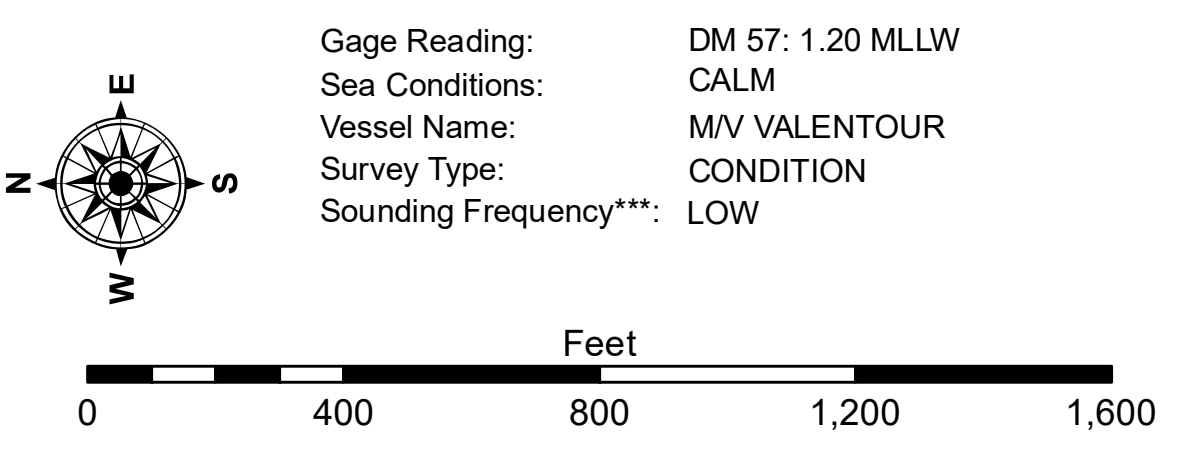 E
N
S
W
Gage Reading: DM 57: 1.20 MLLW
Sea Conditions: CALM
Vessel Name: M/V VALENTOUR
Survey Type: CONDITION
Sounding Frequency***: LOW
Feet
0 400 800 1,200 1,600